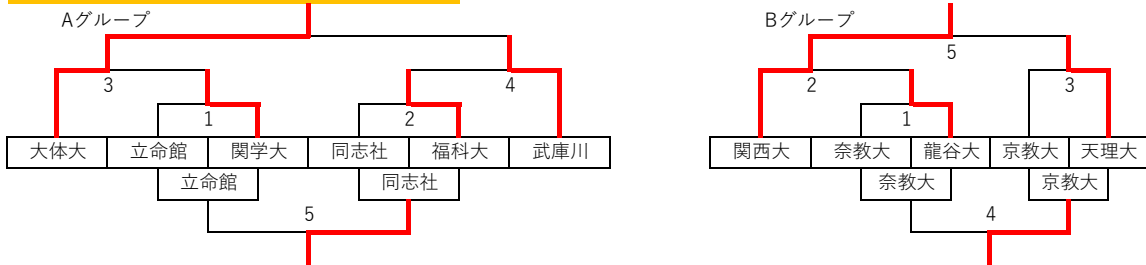 Aグループ
Bグループ
5
3
4
2
3
1
2
1
大体大 立命館 関学大 同志社 福科大 武庫川
関西大 奈教大 龍谷大 京教大 天理大
立命館 同志社
奈教大 京教大
5
4